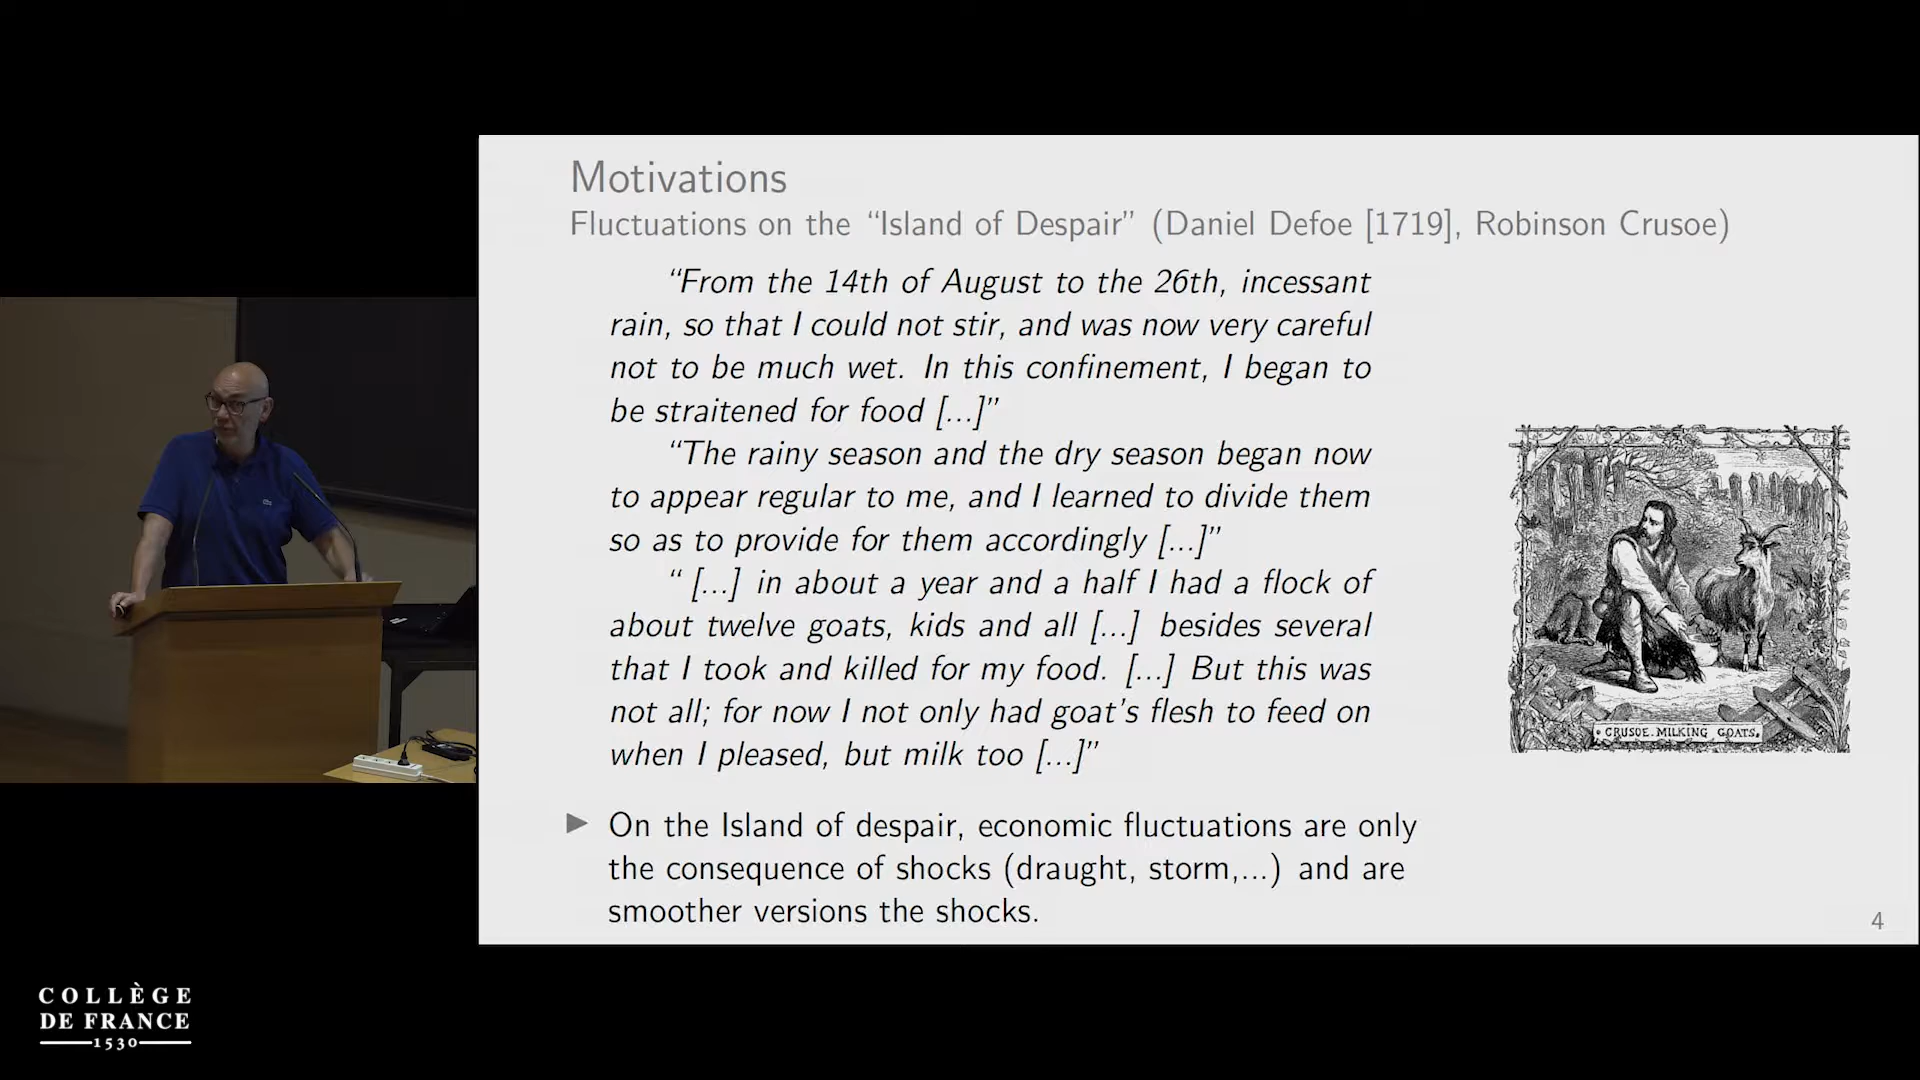 Motivations
Fluctuations on the “Island of Despair” (Daniel Defoe [1719], Robinson Crusoe)
“From the 14th of August to the 26th, incessant
rain, so that I could not stir, and was now very careful
not to be much wet. In this confinement, I began to
be straitened for food [...]”
“The rainy season and the dry season began now
to appear regular to me, and I learned to divide them
so as to provide for them accordingly [...]”
“ [...] in about a year and a half I had a flock of
about twelve goats, kids and all [...] besides several
that I took and killed for my food. [...] But this was
not all; for now I not only had goat's flesh to feed on
when I pleased, but milk too [...]”
CRUSOE MILKING GOATS.
▶ On the Island of despair, economic fluctuations are only
the consequence of shocks (draught, storm,...) and are
smoother versions the shocks.
4
COLLÈGE
DE FRANCE
1530